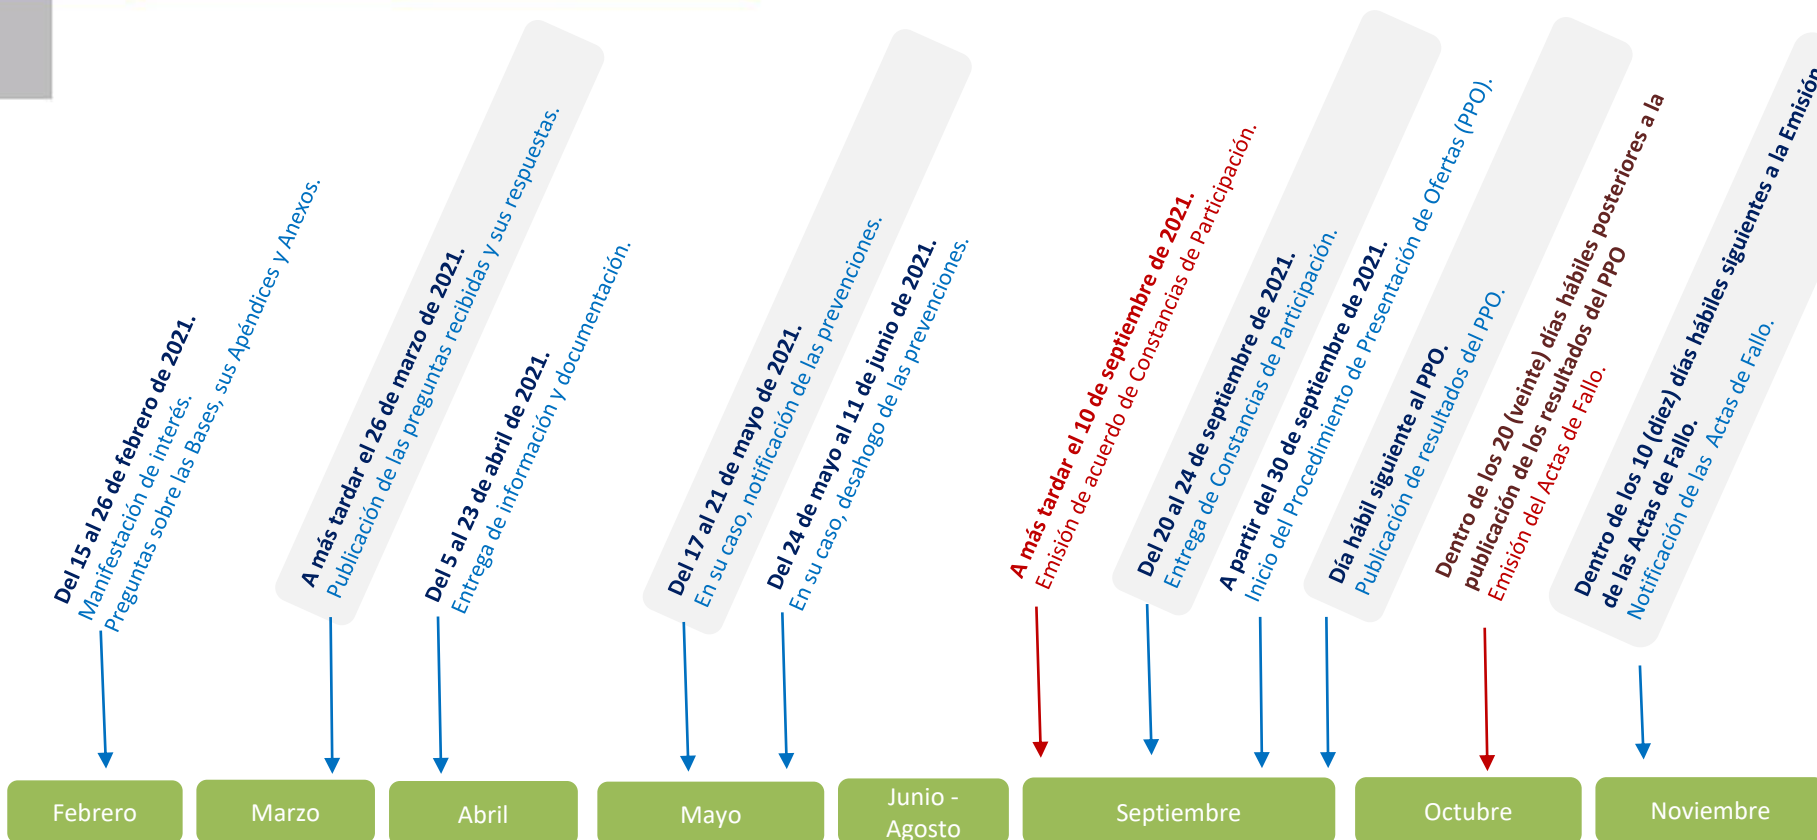 Del 15 al 26 de febrero de 2021.
Manifestación de interés.
Preguntas sobre las Bases, sus Apéndices y Anexos.
A más tardar el 26 de marzo de 2021.
Publicación de las preguntas recibidas y sus respuestas.
Del 5 al 23 de abril de 2021.
Entrega de información y documentación.
Del 17 al 21 de mayo de 2021.
En su caso, notificación de las prevenciones.
Del 24 de mayo al 11 de junio de 2021.
En su caso, desahogo de las prevenciones.
A más tardar el 10 de septiembre de 2021.
Emisión de acuerdo de Constancias de Participación.
Del 20 al 24 de septiembre de 2021.
Entrega de Constancias de Participación.
A partir del 30 de septiembre de 2021.
Inicio del Procedimiento de Presentación de Ofertas (PPO).
Día hábil siguiente al PPO.
Publicación de resultados del PPO.
Dentro de los 20 (veinte) días hábiles posteriores a la
publicación de los resultados del PPO
Emisión del Actas de Fallo.
Dentro de los 10 (diez) días hábiles siguientes a la Emisión
de las Actas de Fallo.
Notificación de las Actas de Fallo.
Febrero
Marzo
Abril
Mayo
Junio -
Agosto
Septiembre
Octubre
Noviembre